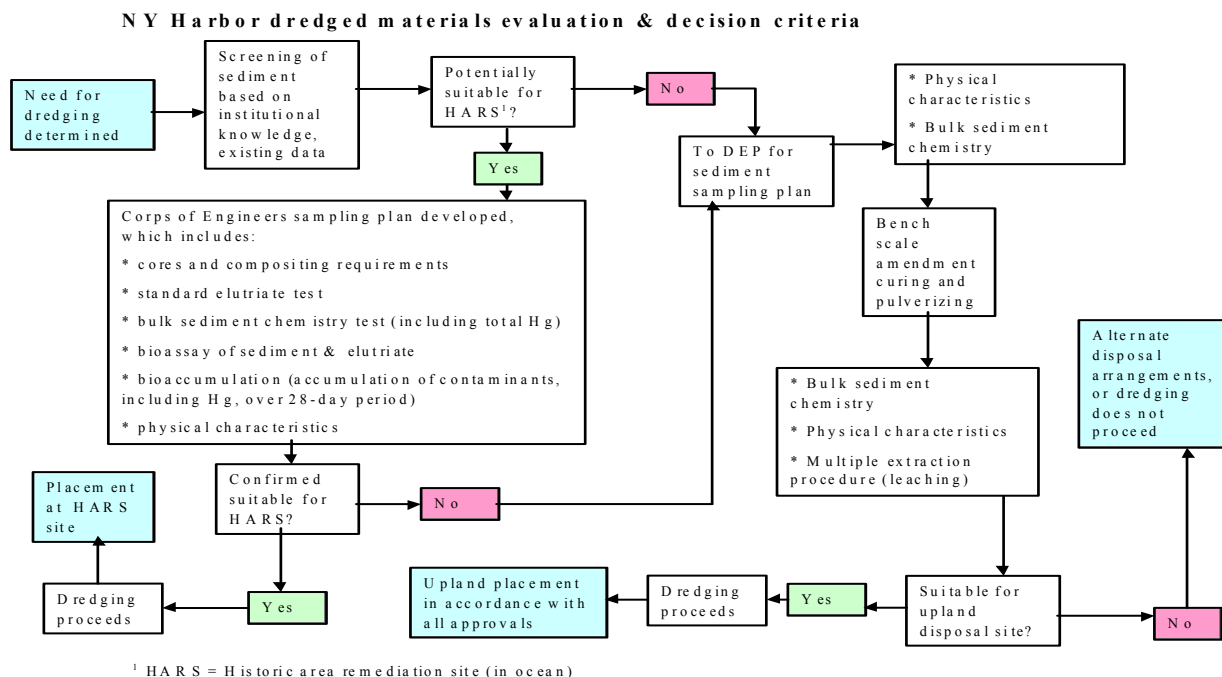 NY Harbor dredged materials evaluation & decision criteria
Need for
dredging
determined
Screening of
sediment
based on
institutional
knowledge,
existing data
Potentially
suitable for
HARS¹?
No
Yes
To DEP for
sediment
sampling plan
* Physical
characteristics
* Bulk sediment
chemistry
Corps of Engineers sampling plan developed,
which includes:
* cores and compositing requirements
* standard elutriate test
* bulk sediment chemistry test (including total Hg)
* bioassay of sediment & elutriate
* bioaccumulation (accumulation of contaminants,
including Hg, over 28-day period)
* physical characteristics
Bench
scale
amendment
curing and
pulverizing
* Bulk sediment
chemistry
* Physical characteristics
* Multiple extraction
procedure (leaching)
Alternate
disposal
arrangements,
or dredging
does not
proceed
Placement
at HARS
site
Confirmed
suitable for
HARS?
No
Dredging
proceeds
Yes
Upland placement
in accordance with
all approvals
Dredging
proceeds
Yes
Suitable for
upland
disposal site?
No
¹ HARS = Historic area remediation site (in ocean)